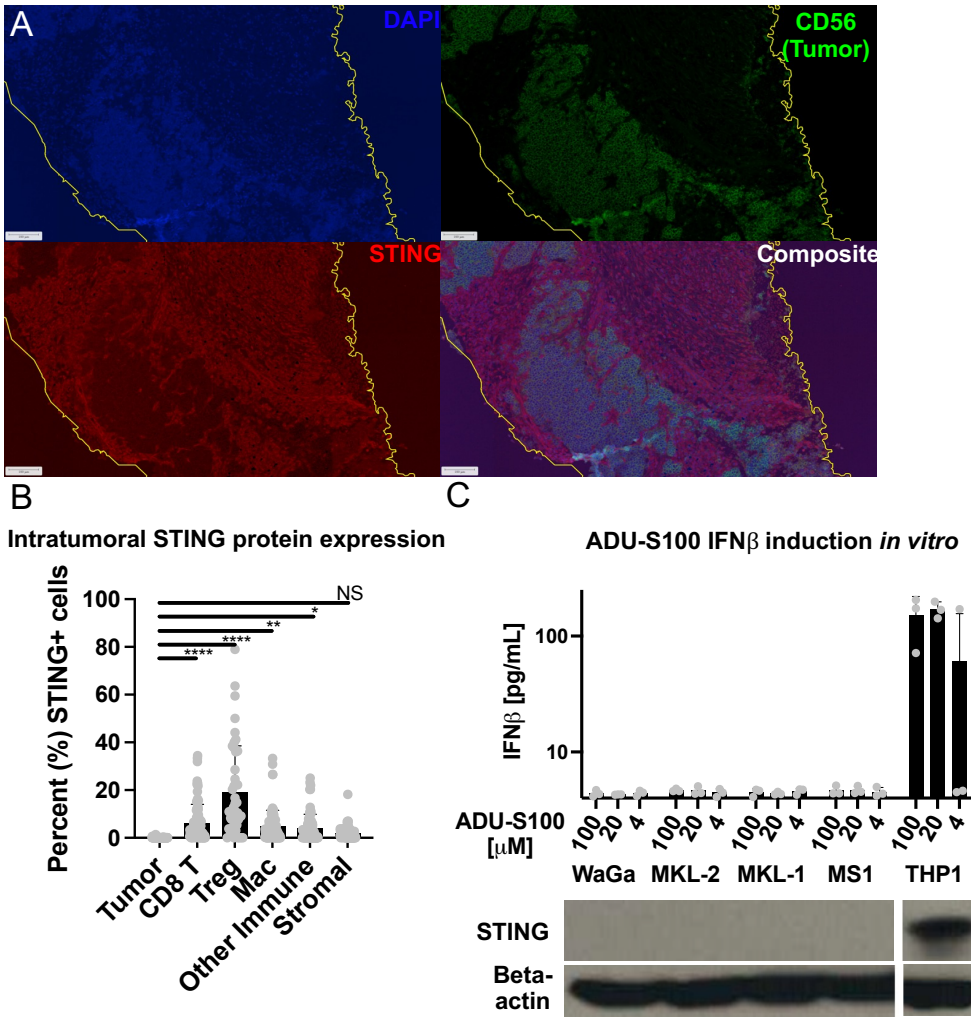 A
DAPI
CD56
(Tumor)
STING
Composite
B
Intratumoral STING protein expression
Percent (%) STING+ cells
100
80
60
40
20
0
NS
*
**
****
****
Tumor
CD8 T
Treg
Mac
Other Immune
Stromal
C
ADU-S100 IFNβ induction in vitro
IFNβ [pg/mL]
100
10
ADU-S100
[μM]
100 20 4 100 20 4 100 20 4 100 20 4 100 20 4
WaGa MKL-2 MKL-1 MS1 THP1
STING
Beta-
actin